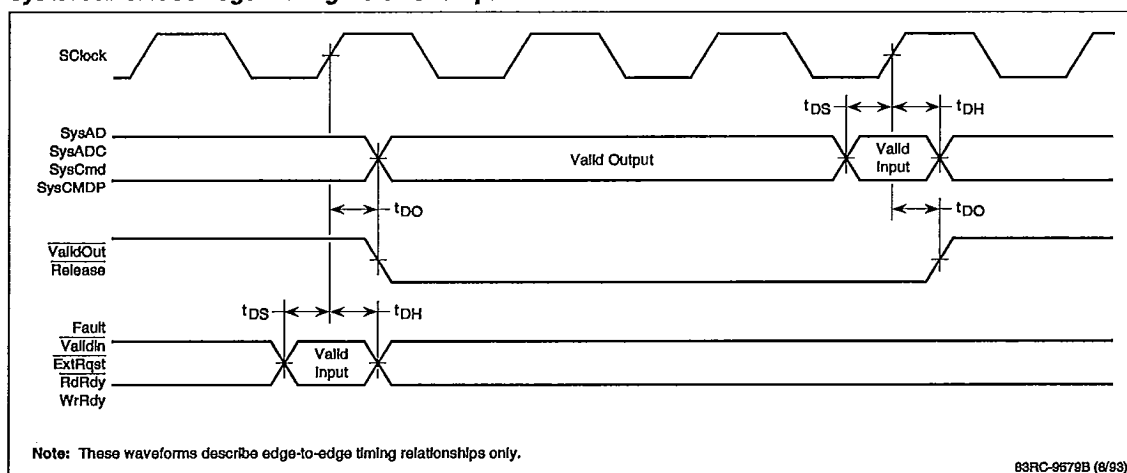 SClock
tDS
tDH
SysAD
SysADC
SysCmd
SysCMDP
Valid Output
Valid
Input
tDO
tDO
ValidOut
Release
tDS
tDH
Fault
ValidIn
ExtRqst
RdRdy
WrRdy
Valid
Input
Note: These waveforms describe edge-to-edge timing relationships only.
83RC-9579B (8/93)